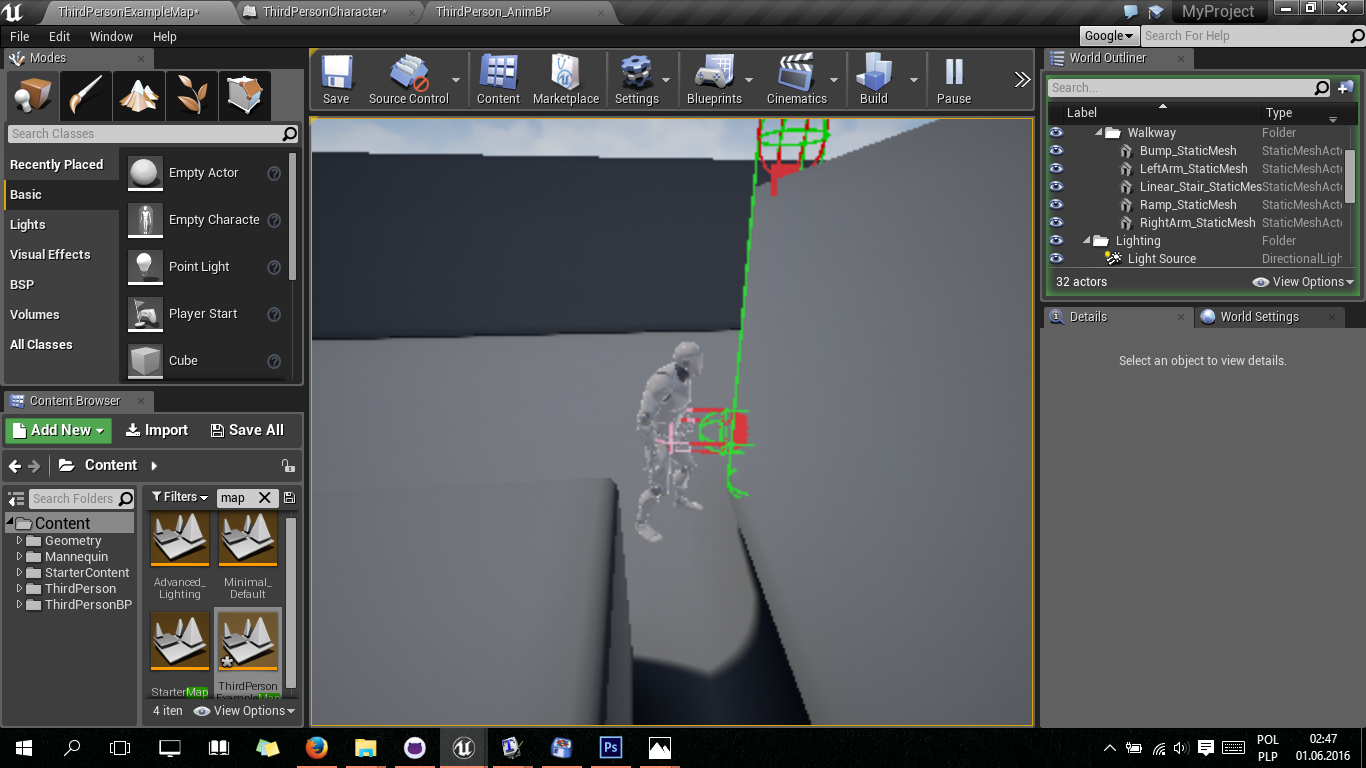 ThirdPersonExampleMap* ThirdPersonCharacter* ThirdPerson_AnimBP MyProject
File Edit Window Help Google Search For Help
Modes
Search Classes
Recently Placed
Basic
Lights
Visual Effects
BSP
Volumes
All Classes
Empty Actor
Empty Characte
Point Light
Player Start
Cube
Save Source Control Content Marketplace Settings Blueprints Cinematics Build Pause
World Outliner
Search...
Label Type
Walkway Folder
Bump_StaticMesh StaticMeshActo
LeftArm_StaticMesh StaticMeshActo
Linear_Stair_StaticMes StaticMeshActo
Ramp_StaticMesh StaticMeshActo
RightArm_StaticMesh StaticMeshActo
Lighting Folder
Light Source DirectionalLigh
32 actors View Options
Details World Settings
Select an object to view details.
Content Browser
Add New Import Save All
Content
Search Folders
Content
Geometry
Mannequin
StarterContent
ThirdPerson
ThirdPersonBP
Filters map
Advanced_
Lighting
Minimal_
Default
StarterMap
ThirdPerson
ExampleMap
4 iten View Options
Ps
POL
PLP
02:47
01.06.2016